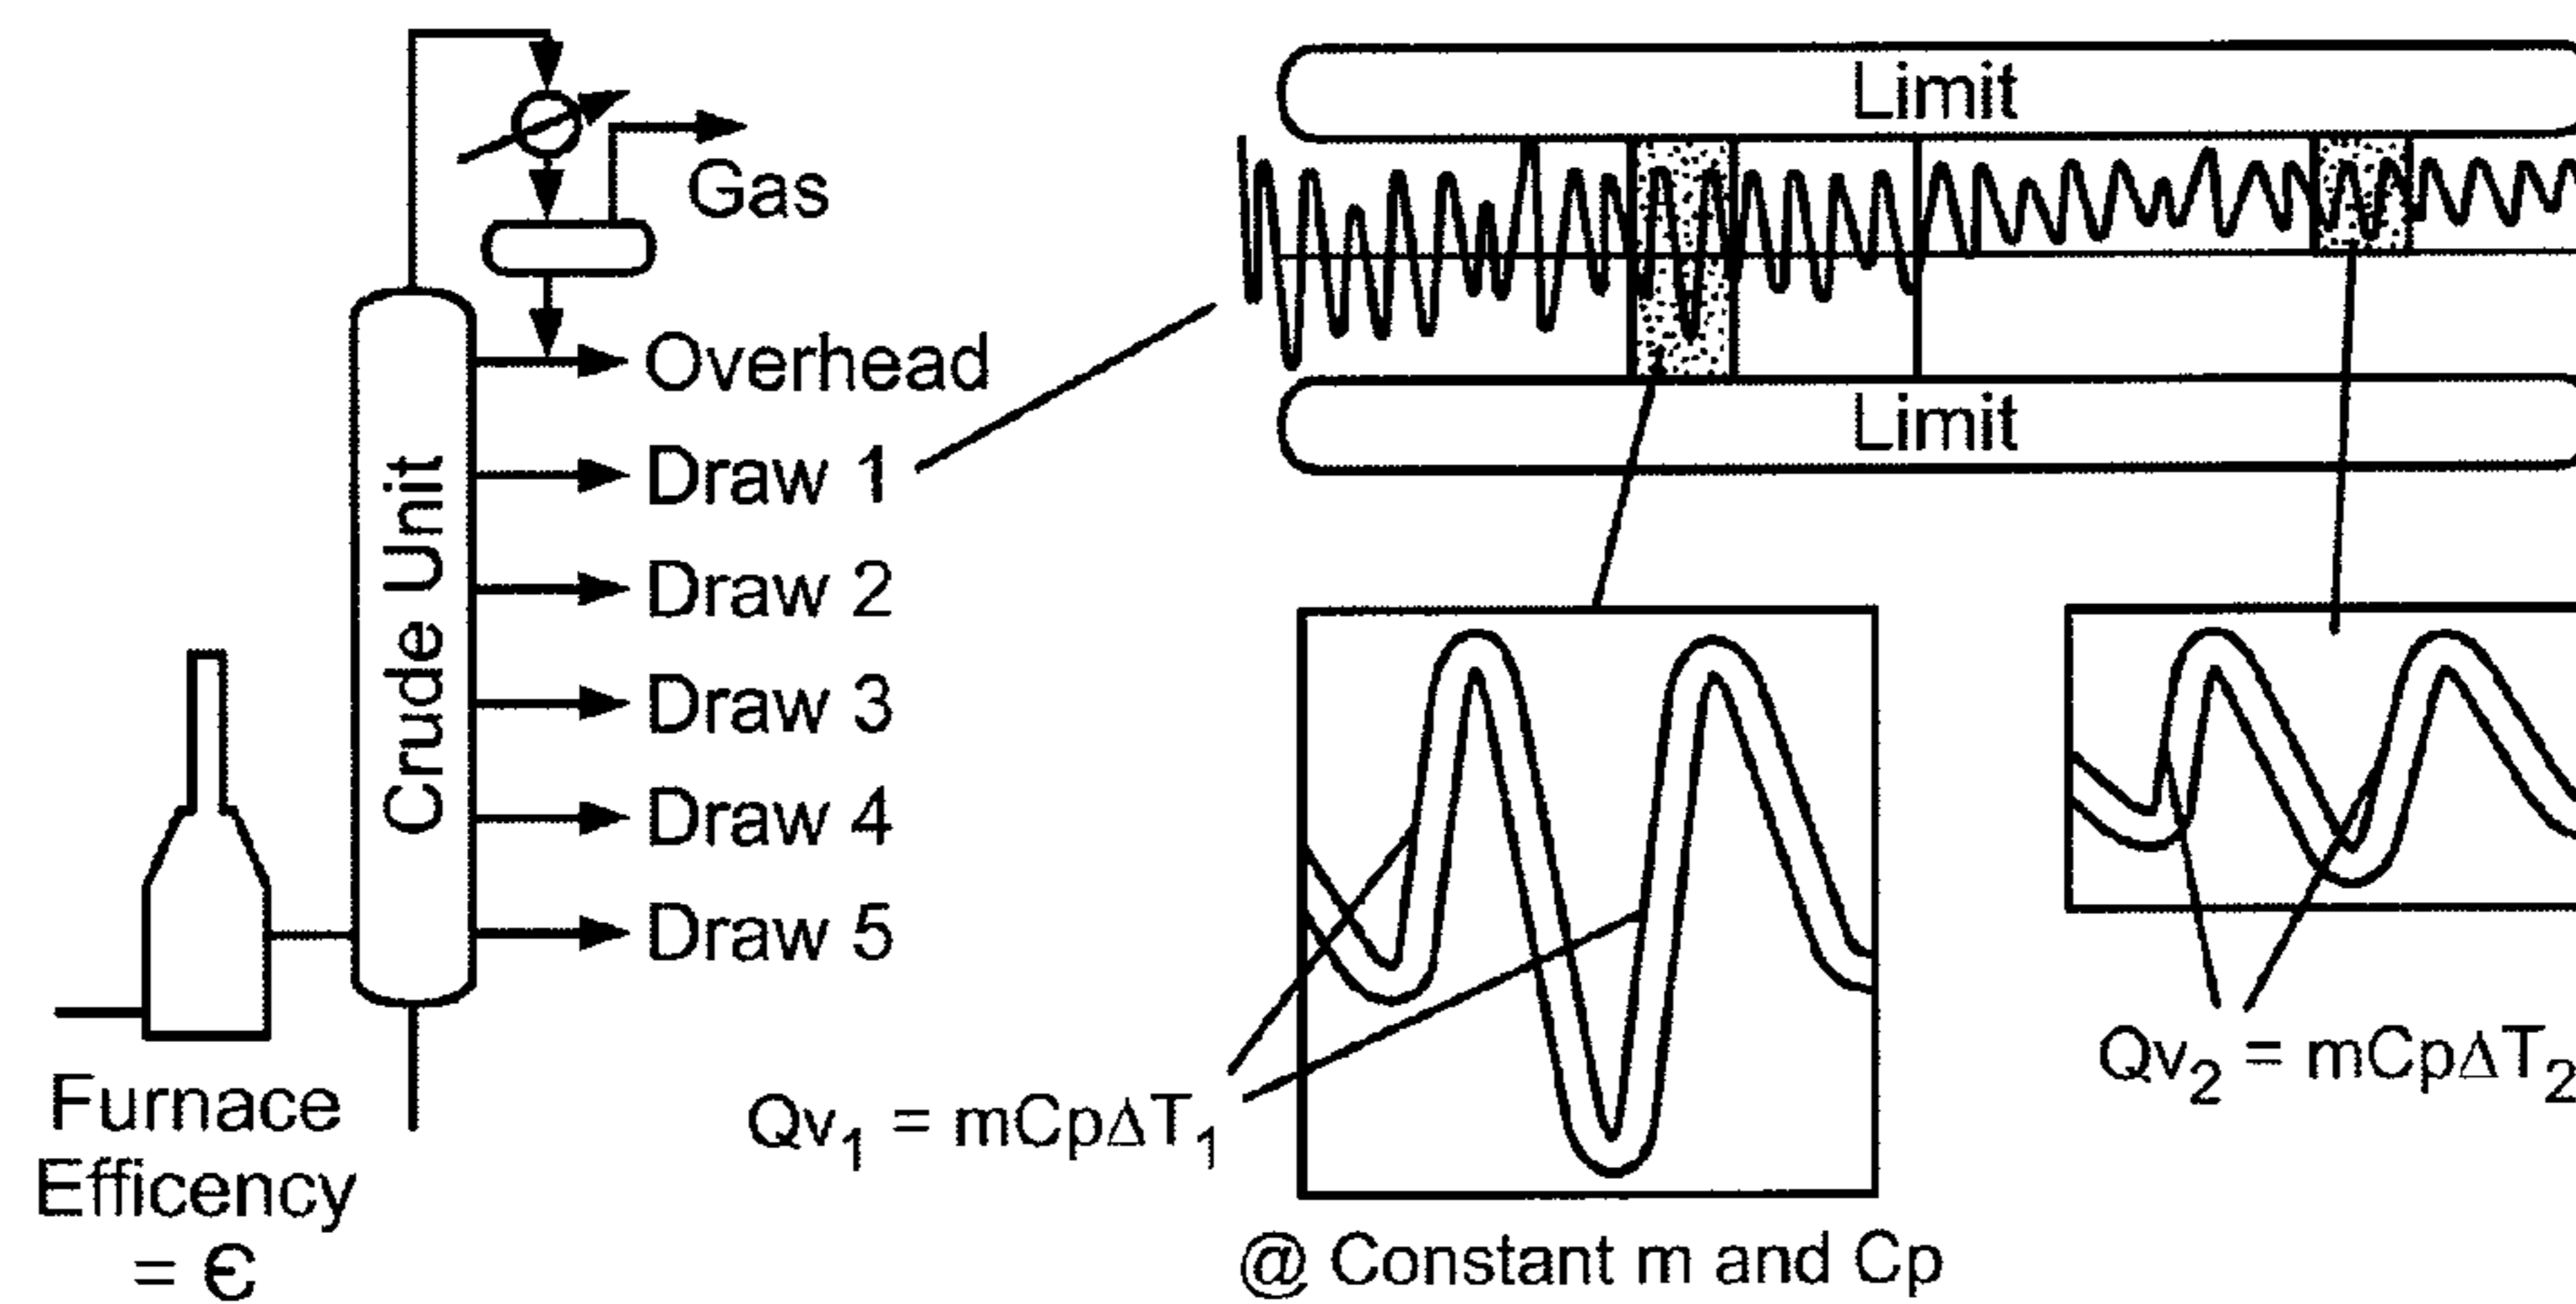 Gas
Overhead
Draw 1
Draw 2
Draw 3
Draw 4
Draw 5
Crude Unit
Furnace
Efficency
= Є
Limit
Limit
Qv₁ = mCpΔT₁
@ Constant m and Cp
Qv₂ = mCpΔT₂